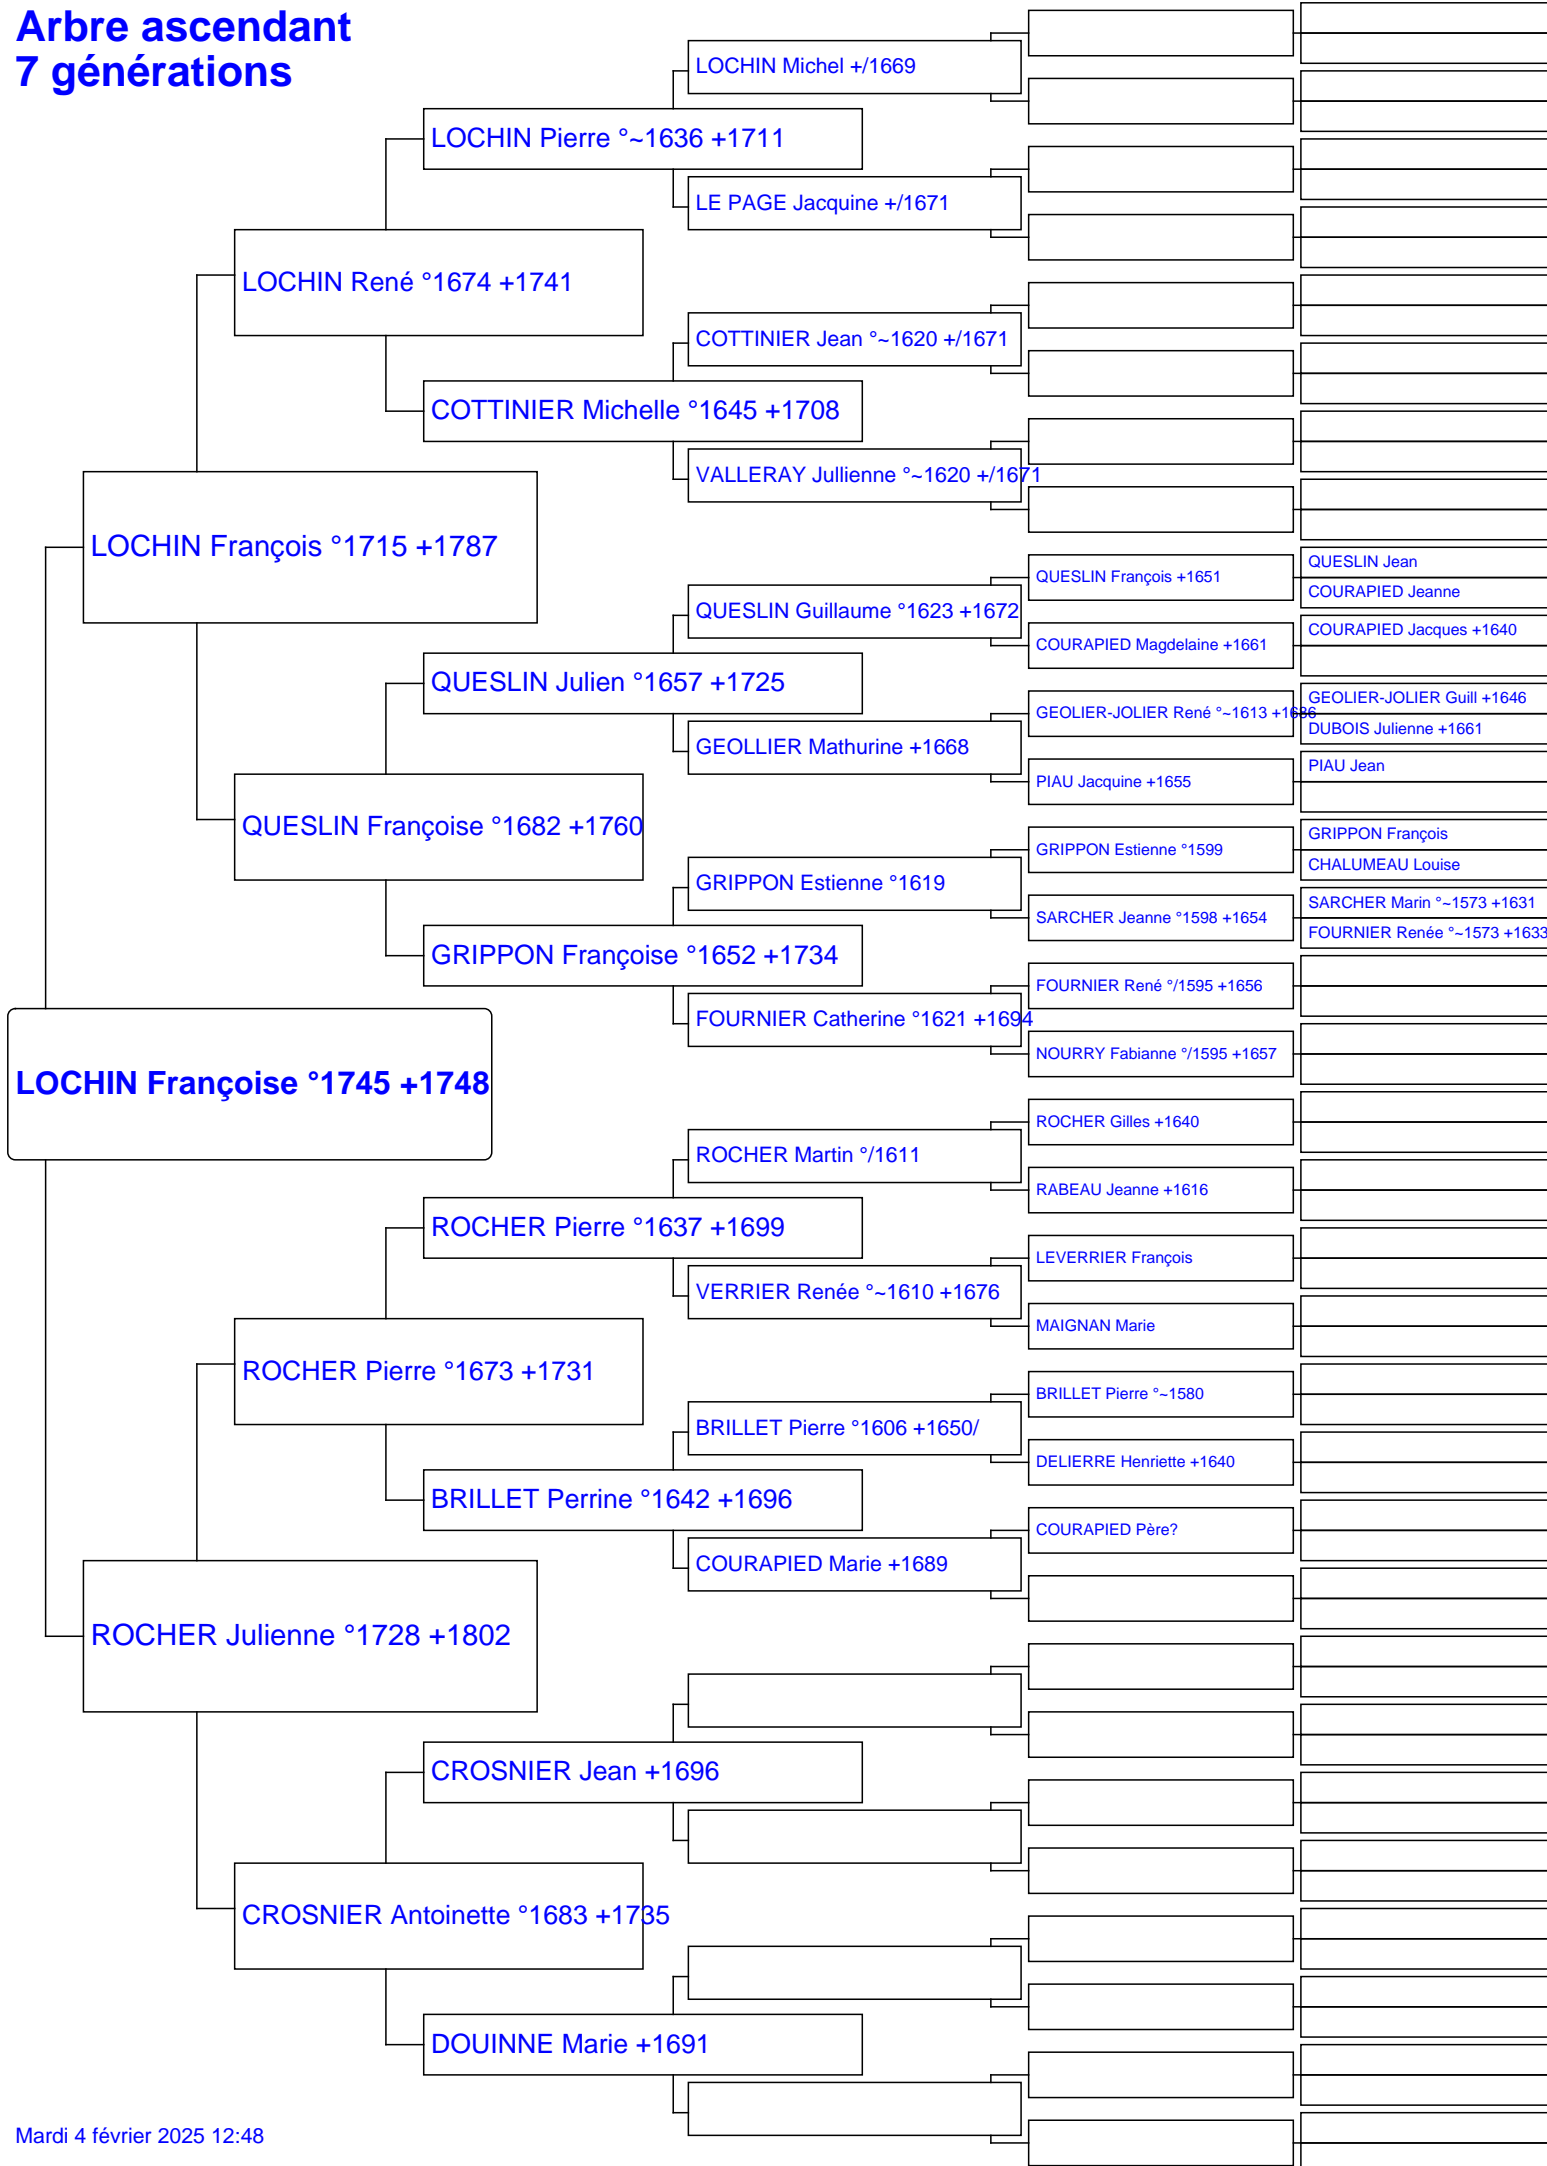 Arbre ascendant
7 générations
LOCHIN Michel +/1669
LOCHIN Pierre °~1636 +1711
LE PAGE Jacquine +/1671
LOCHIN René °1674 +1741
COTTINIER Jean °~1620 +/1671
COTTINIER Michelle °1645 +1708
VALLERAY Jullienne °~1620 +/1671
LOCHIN François °1715 +1787
QUESLIN Jean
QUESLIN François +1651
COURAPIED Jeanne
QUESLIN Guillaume °1623 +1672
COURAPIED Jacques +1640
COURAPIED Magdelaine +1661
QUESLIN Julien °1657 +1725
GEOLIER-JOLIER Guill +1646
GEOLIER-JOLIER René °~1613 +1686
DUBOIS Julienne +1661
GEOLLIER Mathurine +1668
PIAU Jean
PIAU Jacquine +1655
QUESLIN Françoise °1682 +1760
GRIPPON François
GRIPPON Estienne °1599
CHALUMEAU Louise
GRIPPON Estienne °1619
SARCHER Marin °~1573 +1631
SARCHER Jeanne °1598 +1654
FOURNIER Renée °~1573 +1633
GRIPPON Françoise °1652 +1734
FOURNIER René °/1595 +1656
FOURNIER Catherine °1621 +1694
NOURRY Fabianne °/1595 +1657
LOCHIN Françoise °1745 +1748
ROCHER Gilles +1640
ROCHER Martin °/1611
RABEAU Jeanne +1616
ROCHER Pierre °1637 +1699
LEVERRIER François
VERRIER Renée °~1610 +1676
MAIGNAN Marie
ROCHER Pierre °1673 +1731
BRILLET Pierre °~1580
BRILLET Pierre °1606 +1650/
DELIERRE Henriette +1640
BRILLET Perrine °1642 +1696
COURAPIED Père?
COURAPIED Marie +1689
ROCHER Julienne °1728 +1802
CROSNIER Jean +1696
CROSNIER Antoinette °1683 +1735
DOUINNE Marie +1691
Mardi 4 février 2025 12:48